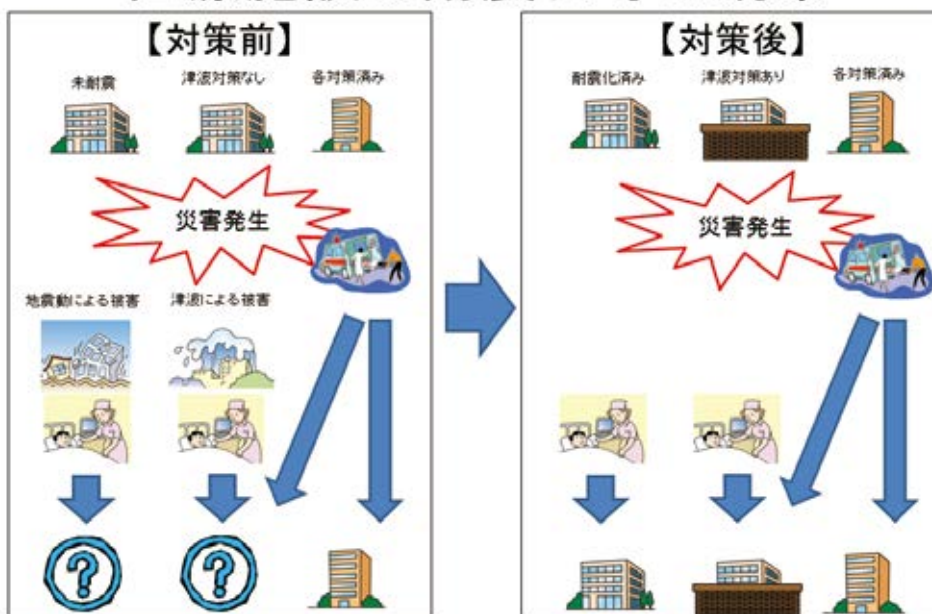 【対策前】
未耐震
津波対策なし
各対策済み
災害発生
地震動による被害
津波による被害
?
?
【対策後】
耐震化済み
津波対策あり
各対策済み
災害発生